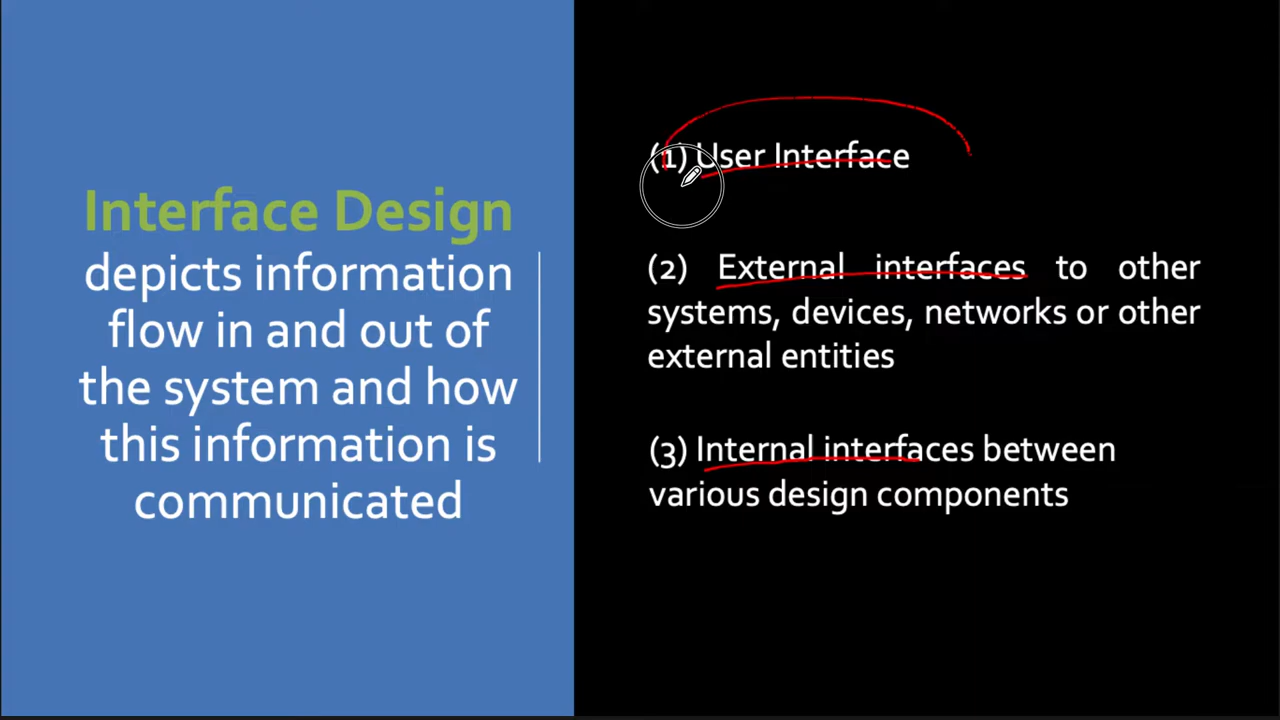 Interface Design
depicts information
flow in and out of
the system and how
this information is
communicated
(1) User Interface
(2) External interfaces to other
systems, devices, networks or other
external entities
(3) Internal interfaces between
various design components